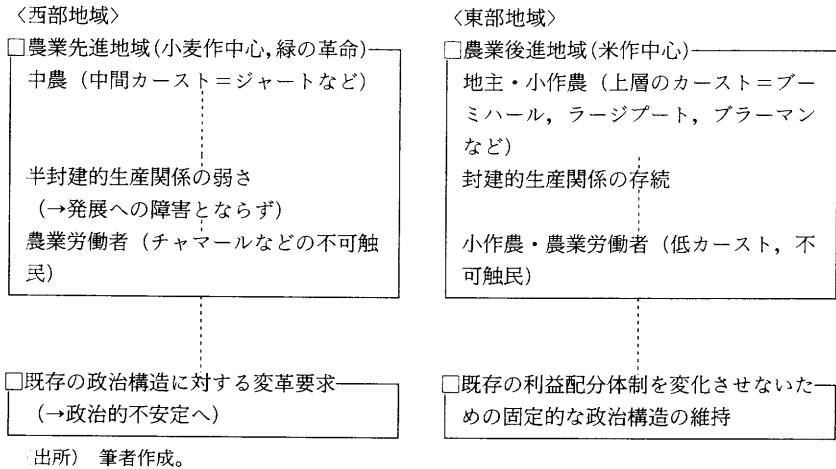 〈西部地域〉
□農業先進地域(小麦作中心,緑の革命)
中農（中間カースト＝ジャートなど）
半封建的生産関係の弱さ
（→発展への障害とならず）
農業労働者（チャマールなどの不可触
民）
□既存の政治構造に対する変革要求
（→政治的不安定へ）
〈東部地域〉
□農業後進地域(米作中心)
地主・小作農（上層のカースト＝ブー
ミハール，ラージプート，ブラーマン
など）
封建的生産関係の存続
小作農・農業労働者（低カースト，不
可触民）
□既存の利益配分体制を変化させないた
めの固定的な政治構造の維持
(出所)　筆者作成。